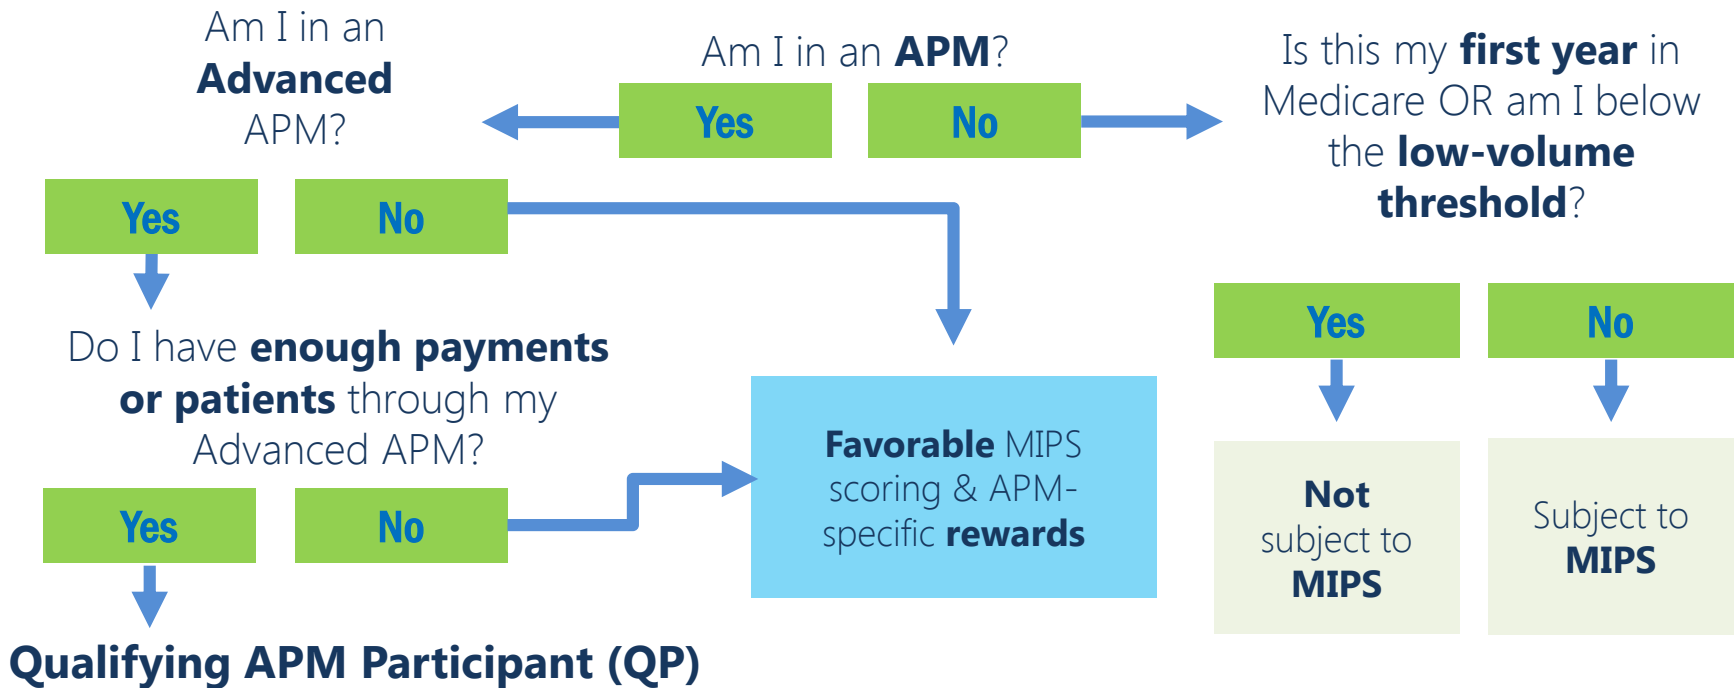 Am I in an
Advanced
APM?
Am I in an APM?
Is this my first year in
Medicare OR am I below
the low-volume
threshold?
Yes
No
Yes
No
Yes
No
Do I have enough payments
or patients through my
Advanced APM?
Favorable MIPS
scoring & APM-
specific rewards
Not
subject to
MIPS
Subject to
MIPS
Yes
No
Qualifying APM Participant (QP)